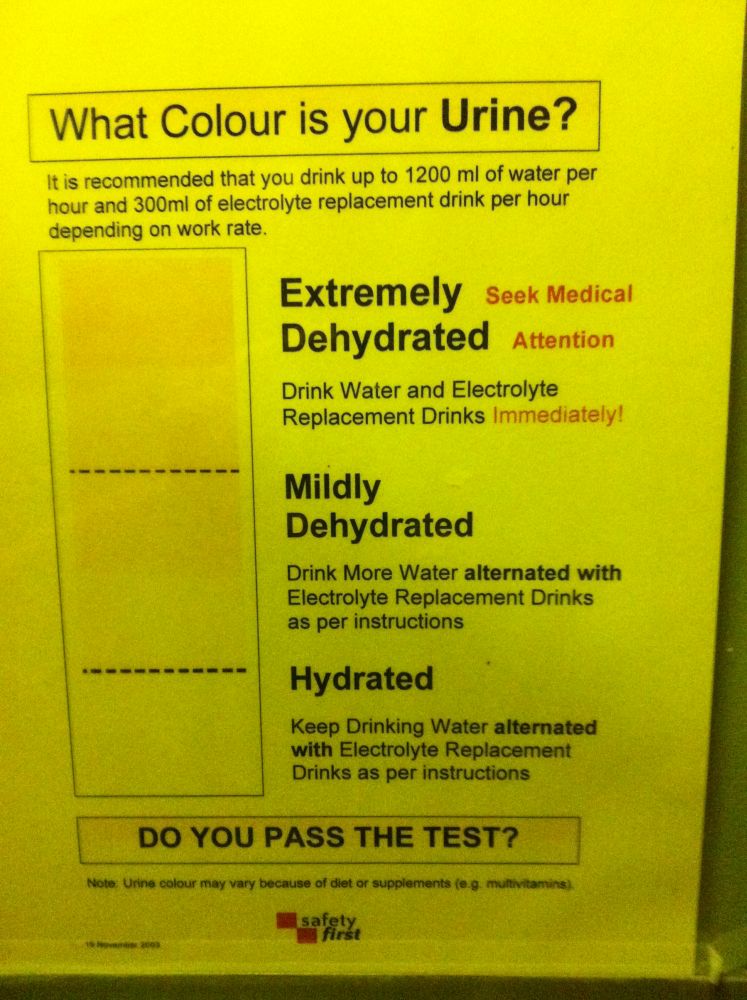 What Colour is your Urine?
It is recommended that you drink up to 1200 ml of water per
hour and 300ml of electrolyte replacement drink per hour
depending on work rate.
Extremely Seek Medical
Dehydrated Attention
Drink Water and Electrolyte
Replacement Drinks Immediately!
Mildly
Dehydrated
Drink More Water alternated with
Electrolyte Replacement Drinks
as per instructions
Hydrated
Keep Drinking Water alternated
with Electrolyte Replacement
Drinks as per instructions
DO YOU PASS THE TEST?
Note: Urine colour may vary because of diet or supplements (e.g. multivitamins).
safety
first
19 November 2003